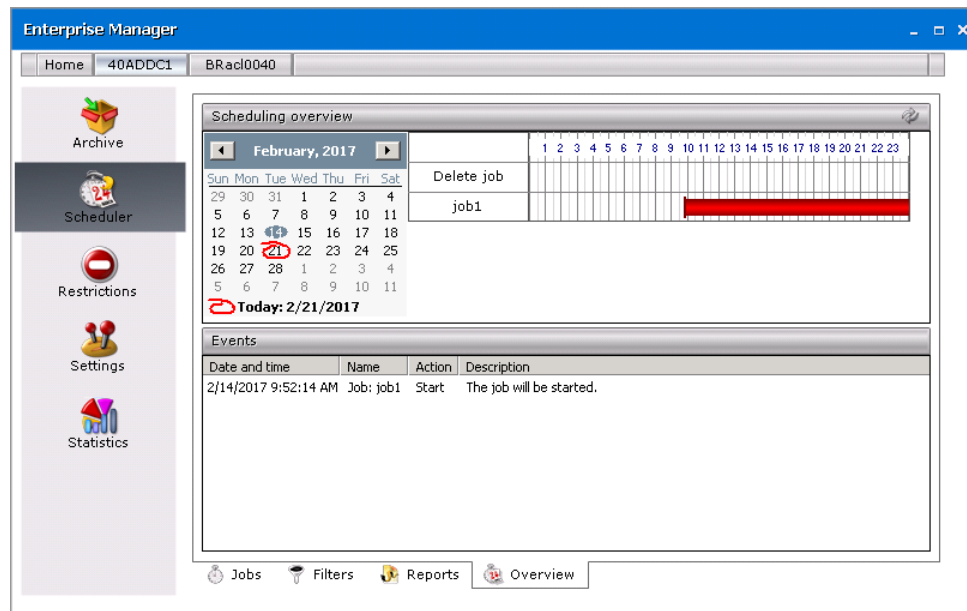 Enterprise Manager
Home 40ADDC1 BRacl0040
Archive
Scheduler
Restrictions
Settings
Statistics
Scheduling overview
February, 2017
Sun Mon Tue Wed Thu Fri Sat
29 30 31 1 2 3 4
5 6 7 8 9 10 11
12 13 14 15 16 17 18
19 20 21 22 23 24 25
26 27 28 1 2 3 4
5 6 7 8 9 10 11
Today: 2/21/2017
1 2 3 4 5 6 7 8 9 10 11 12 13 14 15 16 17 18 19 20 21 22 23
Delete job
job1
Events
Date and time Name Action Description
2/14/2017 9:52:14 AM Job: job1 Start The job will be started.
Jobs Filters Reports Overview